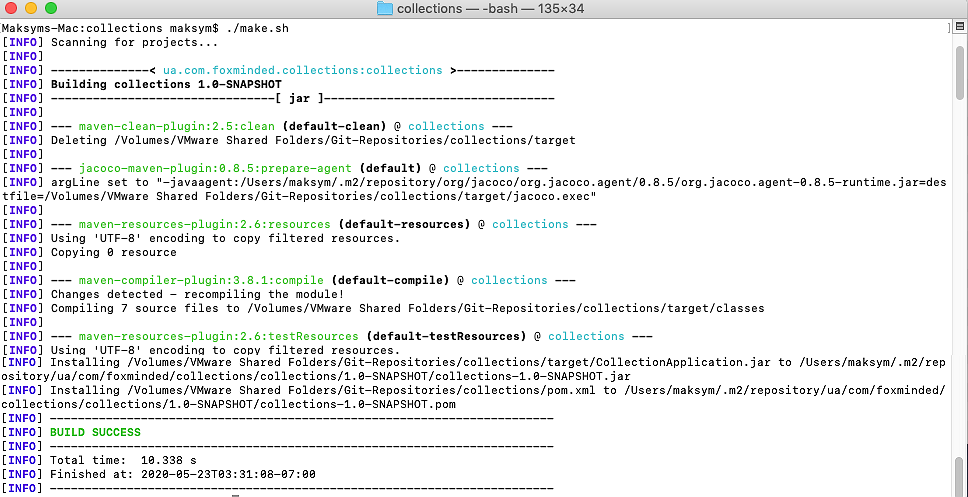 collections — -bash — 135×34
[Maksyms-Mac:collections maksym$ ./make.sh ]
[INFO] Scanning for projects...
[INFO]
[INFO] --------------< ua.com.foxminded.collections:collections >--------------
[INFO] Building collections 1.0-SNAPSHOT
[INFO] --------------------------------[ jar ]---------------------------------
[INFO]
[INFO] --- maven-clean-plugin:2.5:clean (default-clean) @ collections ---
[INFO] Deleting /Volumes/VMware Shared Folders/Git-Repositories/collections/target
[INFO]
[INFO] --- jacoco-maven-plugin:0.8.5:prepare-agent (default) @ collections ---
[INFO] argLine set to "-javaagent:/Users/maksym/.m2/repository/org/jacoco/org.jacoco.agent/0.8.5/org.jacoco.agent-0.8.5-runtime.jar=des
tfile=/Volumes/VMware Shared Folders/Git-Repositories/collections/target/jacoco.exec"
[INFO]
[INFO] --- maven-resources-plugin:2.6:resources (default-resources) @ collections ---
[INFO] Using 'UTF-8' encoding to copy filtered resources.
[INFO] Copying 0 resource
[INFO]
[INFO] --- maven-compiler-plugin:3.8.1:compile (default-compile) @ collections ---
[INFO] Changes detected - recompiling the module!
[INFO] Compiling 7 source files to /Volumes/VMware Shared Folders/Git-Repositories/collections/target/classes
[INFO]
[INFO] --- maven-resources-plugin:2.6:testResources (default-testResources) @ collections ---
[INFO] Using 'UTF-8' encoding to copy filtered resources.
[INFO] Installing /Volumes/VMware Shared Folders/Git-Repositories/collections/target/CollectionApplication.jar to /Users/maksym/.m2/rep
ository/ua/com/foxminded/collections/collections/1.0-SNAPSHOT/collections-1.0-SNAPSHOT.jar
[INFO] Installing /Volumes/VMware Shared Folders/Git-Repositories/collections/pom.xml to /Users/maksym/.m2/repository/ua/com/foxminded/
collections/collections/1.0-SNAPSHOT/collections-1.0-SNAPSHOT.pom
[INFO] ------------------------------------------------------------------------
[INFO] BUILD SUCCESS
[INFO] ------------------------------------------------------------------------
[INFO] Total time:  10.338 s
[INFO] Finished at: 2020-05-23T03:31:08-07:00
[INFO] ------------------------------------------------------------------------